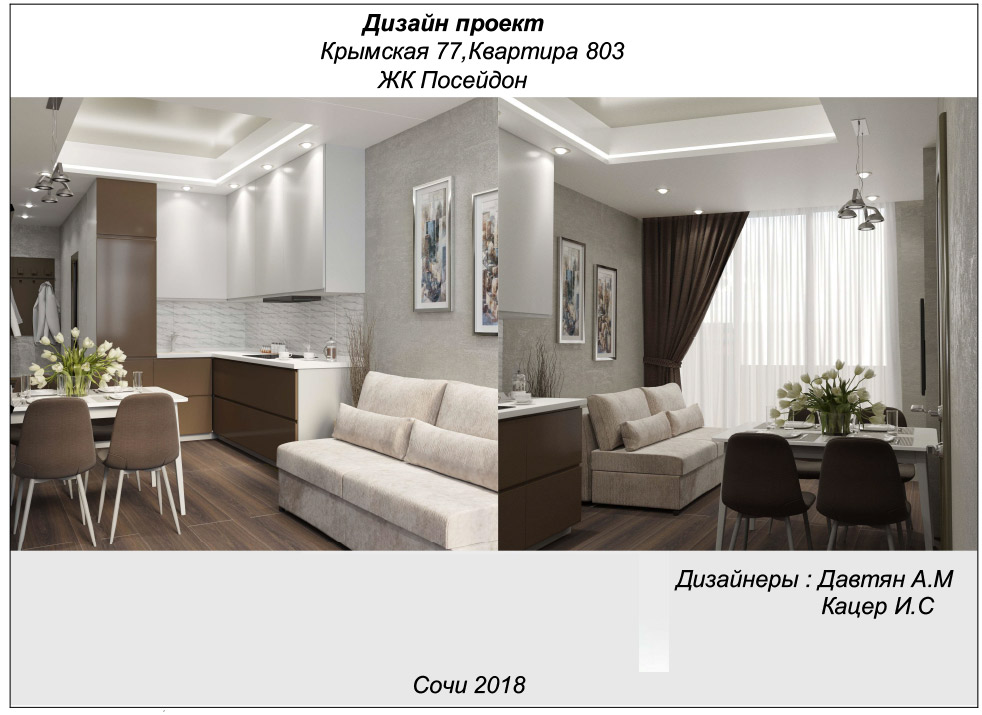 Дизайн проект
Крымская 77,Квартира 803
ЖК Посейдон
Дизайнеры : Давтян А.М
Кацер И.С
Сочи 2018